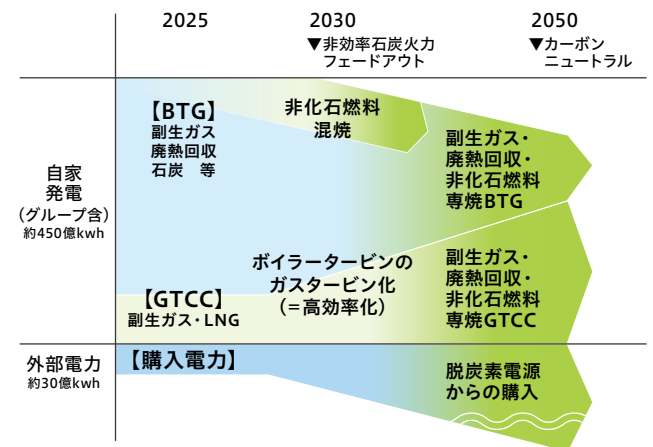 2025
2030
2050
▼非効率石炭火力
フェードアウト
▼カーボン
ニュートラル
自家
発電
(グループ含)
約450億kwh
【BTG】
副生ガス
廃熱回収
石炭　等
非化石燃料
混焼
副生ガス・
廃熱回収・
非化石燃料
専焼BTG
【GTCC】
副生ガス・LNG
ボイラータービンの
ガスタービン化
(=高効率化)
副生ガス・
廃熱回収・
非化石燃料
専焼GTCC
外部電力
約30億kwh
【購入電力】
脱炭素電源
からの購入